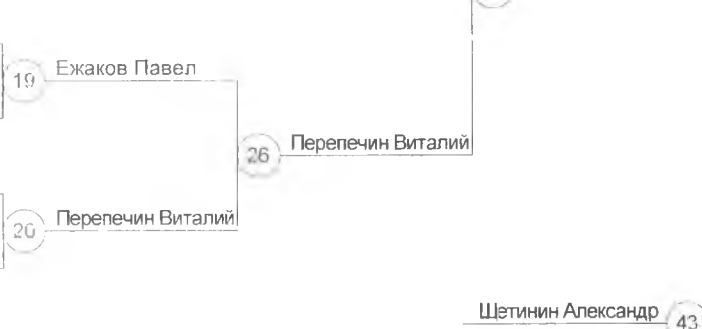 19 Ежаков Павел
26 Перепечин Виталий
20 Перепечин Виталий
Щетинин Александр 43